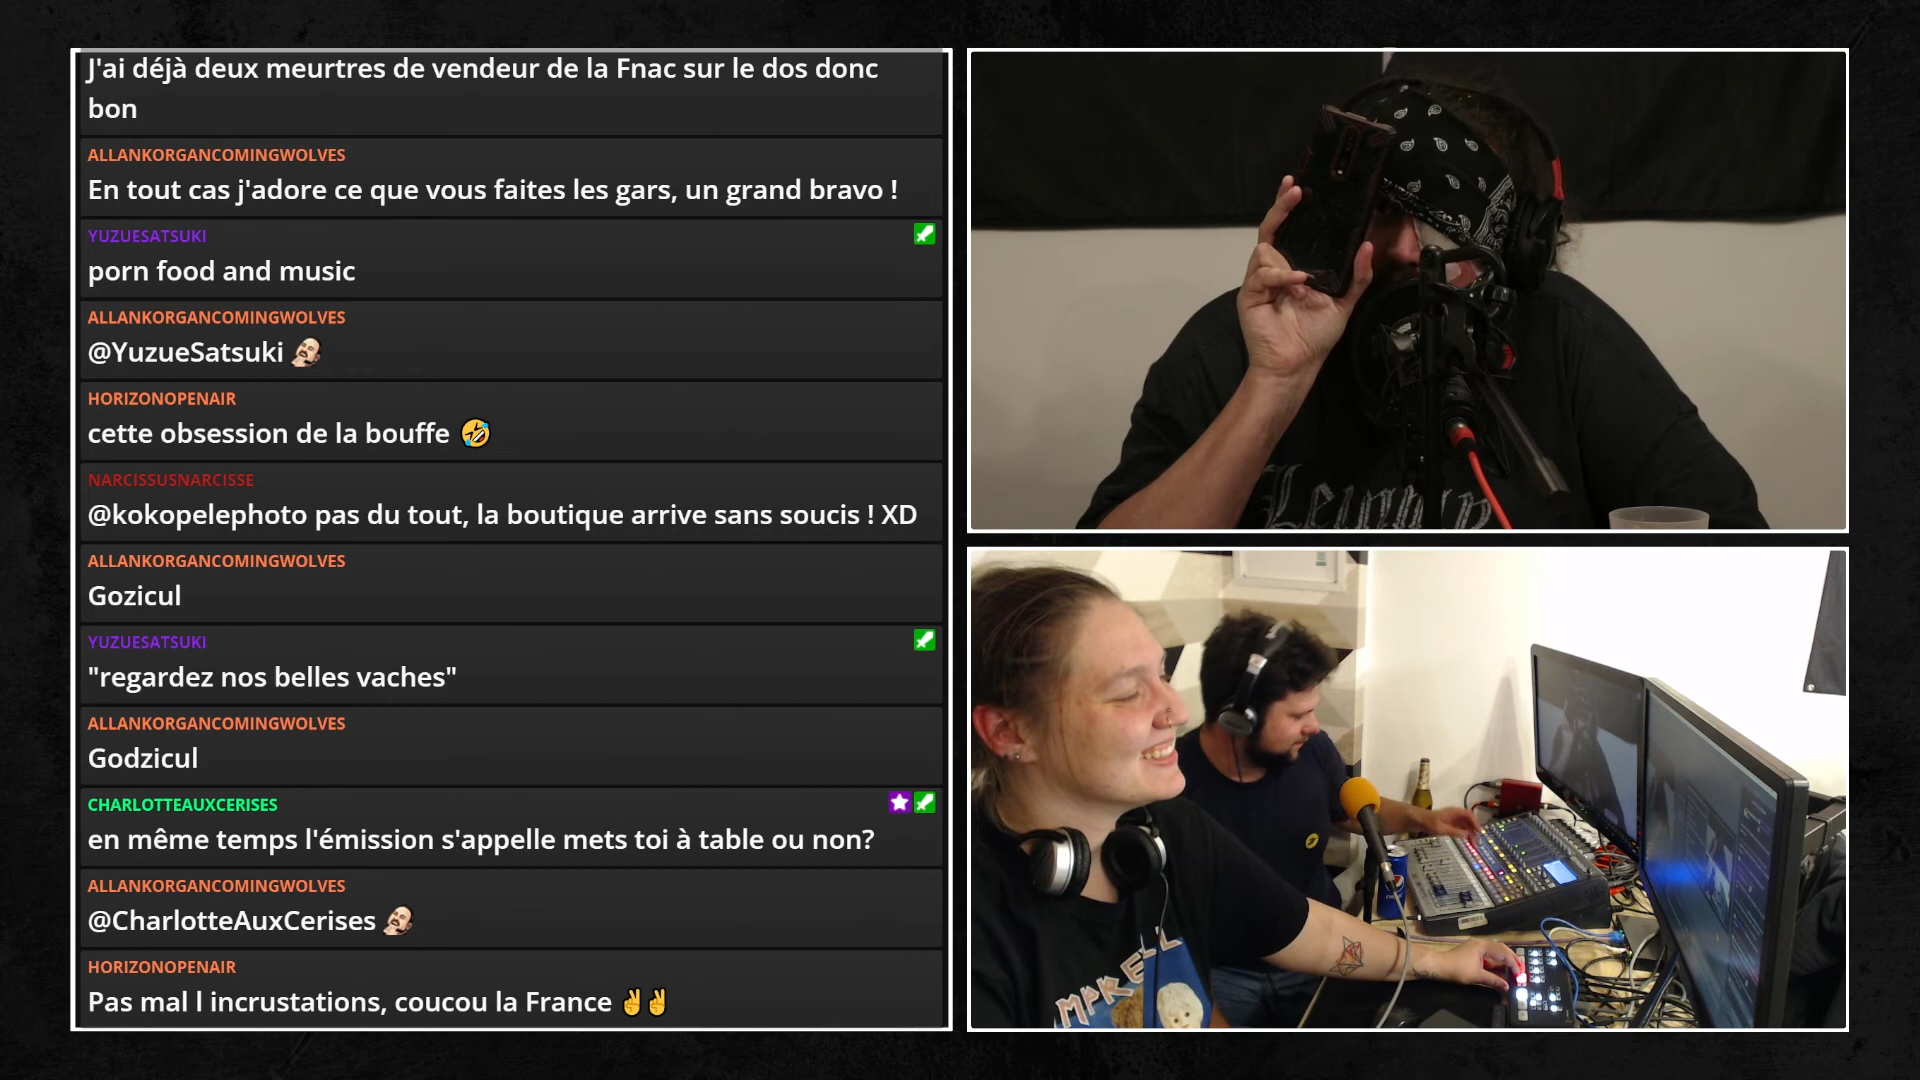 J'ai déjà deux meurtres de vendeur de la Fnac sur le dos donc
bon
ALLANKORGANCOMINGWOLVES
En tout cas j'adore ce que vous faites les gars, un grand bravo !
YUZUESATSUKI
porn food and music
ALLANKORGANCOMINGWOLVES
@YuzueSatsuki
HORIZONOPENAIR
cette obsession de la bouffe 🤣
NARCISSUSNARCISSE
@kokopelephoto pas du tout, la boutique arrive sans soucis ! XD
ALLANKORGANCOMINGWOLVES
Gozicul
YUZUESATSUKI
"regardez nos belles vaches"
ALLANKORGANCOMINGWOLVES
Godzicul
CHARLOTTEAUXCERISES
en même temps l'émission s'appelle mets toi à table ou non?
ALLANKORGANCOMINGWOLVES
@CharlotteAuxCerises
HORIZONOPENAIR
Pas mal l incrustations, coucou la France ✌✌